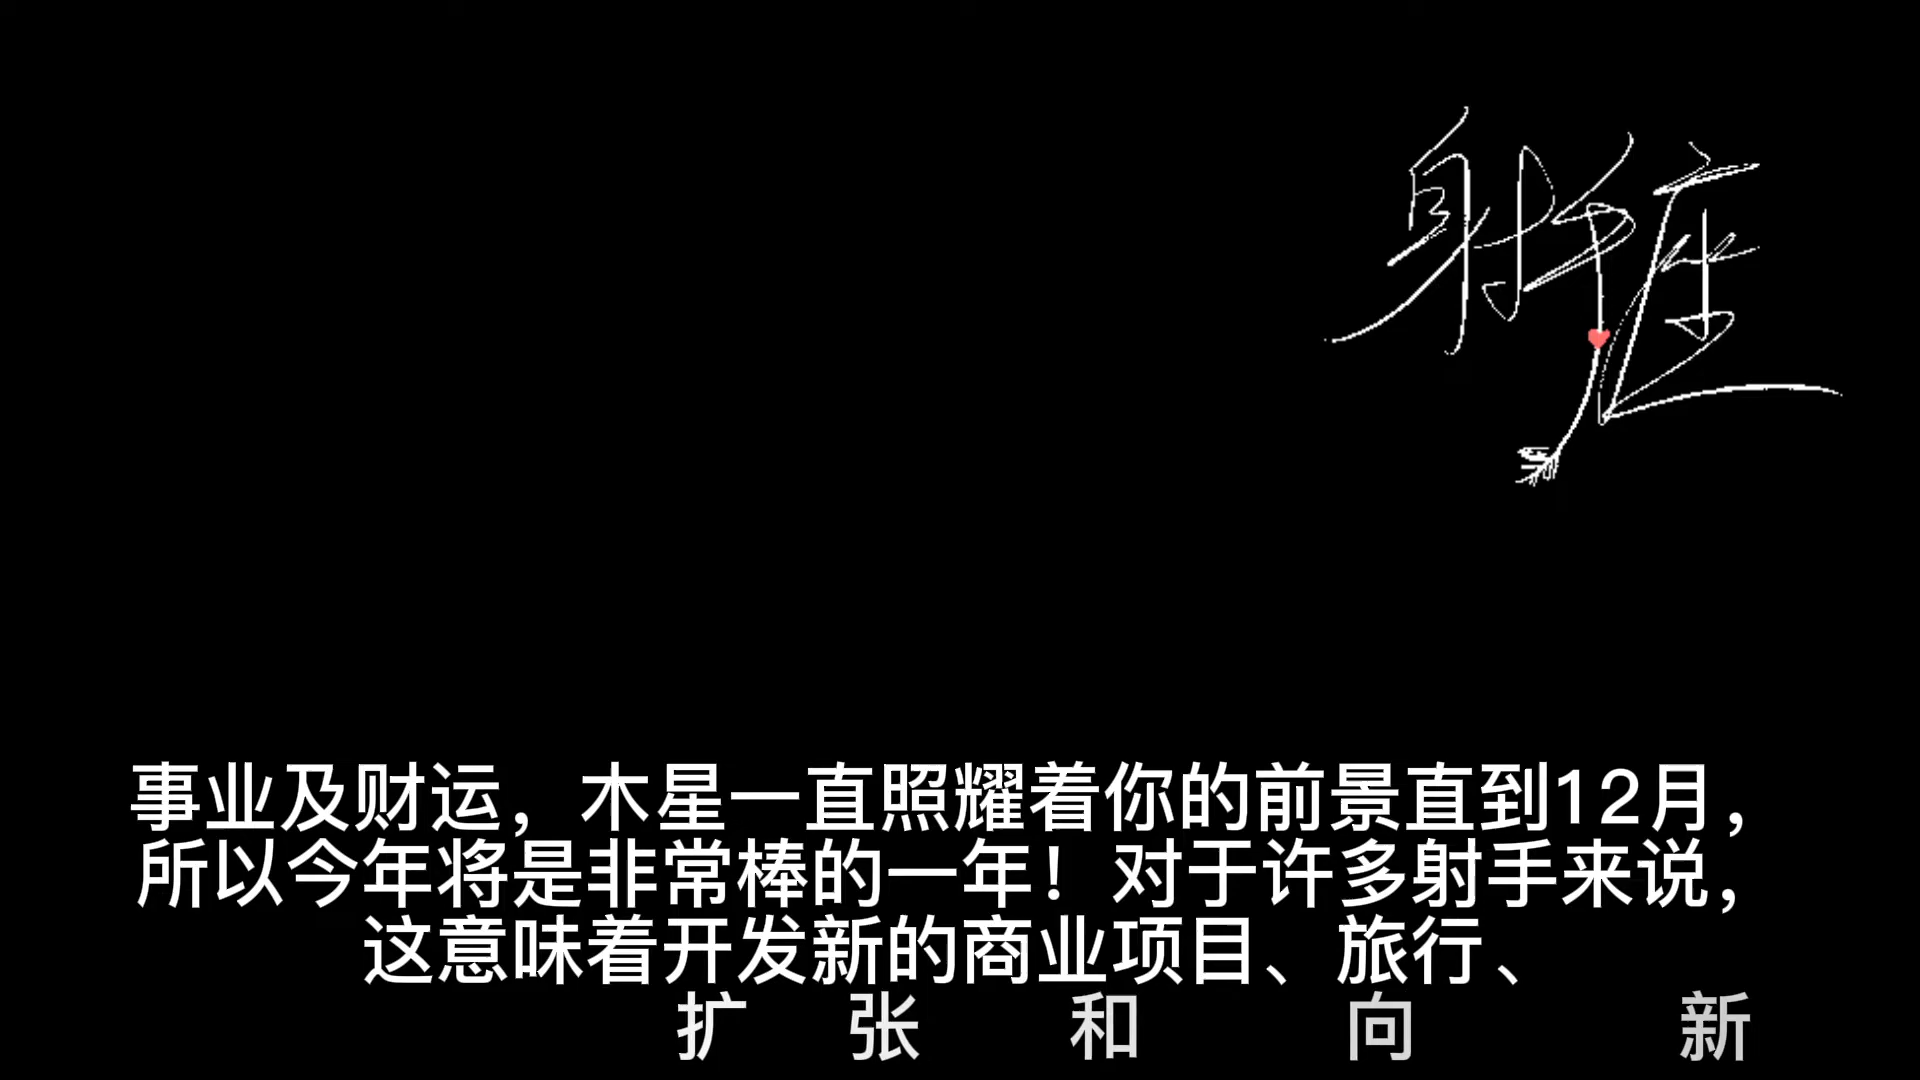 射手座
事业及财运，木星一直照耀着你的前景直到12月，
所以今年将是非常棒的一年！对于许多射手来说，
这意味着开发新的商业项目、旅行、
扩张和向新